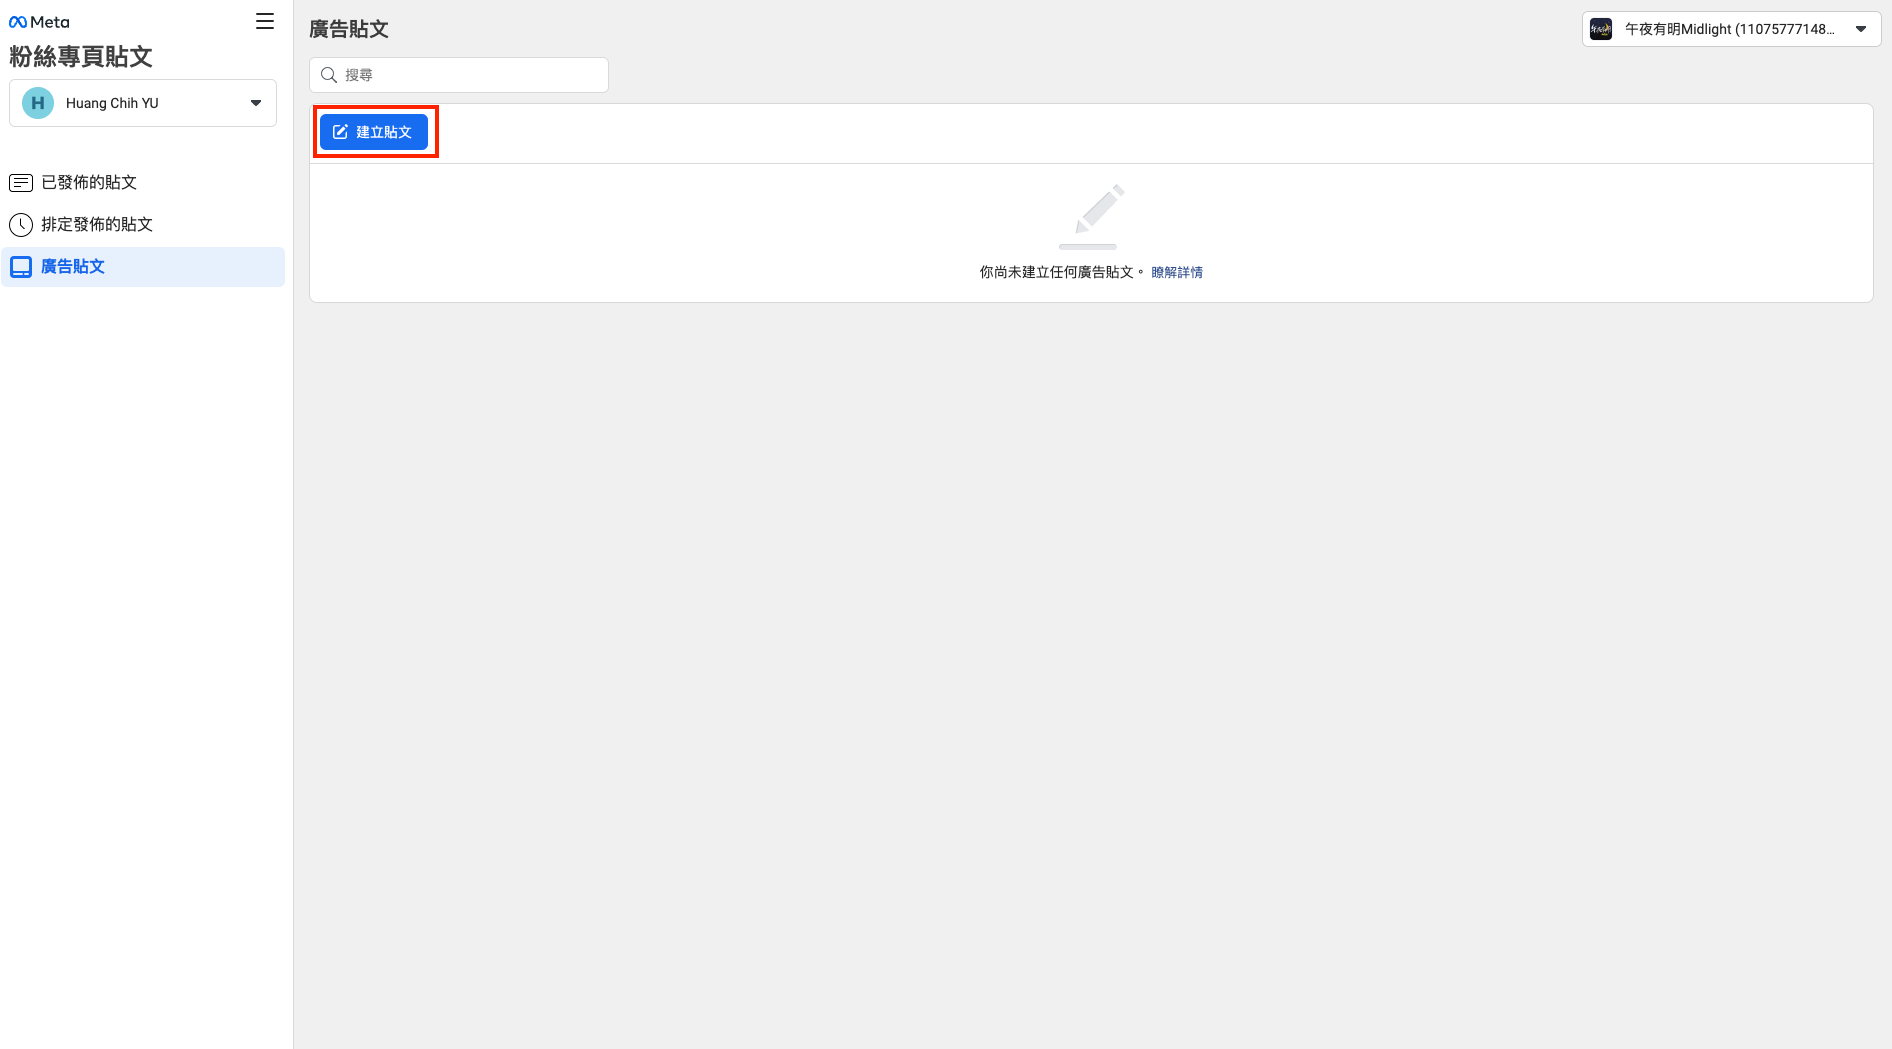 Meta
粉絲專頁貼文
H Huang Chih YU
已發佈的貼文
排定發佈的貼文
廣告貼文
廣告貼文
午夜有明Midlight (11075777148...
搜尋
建立貼文
你尚未建立任何廣告貼文。 瞭解詳情